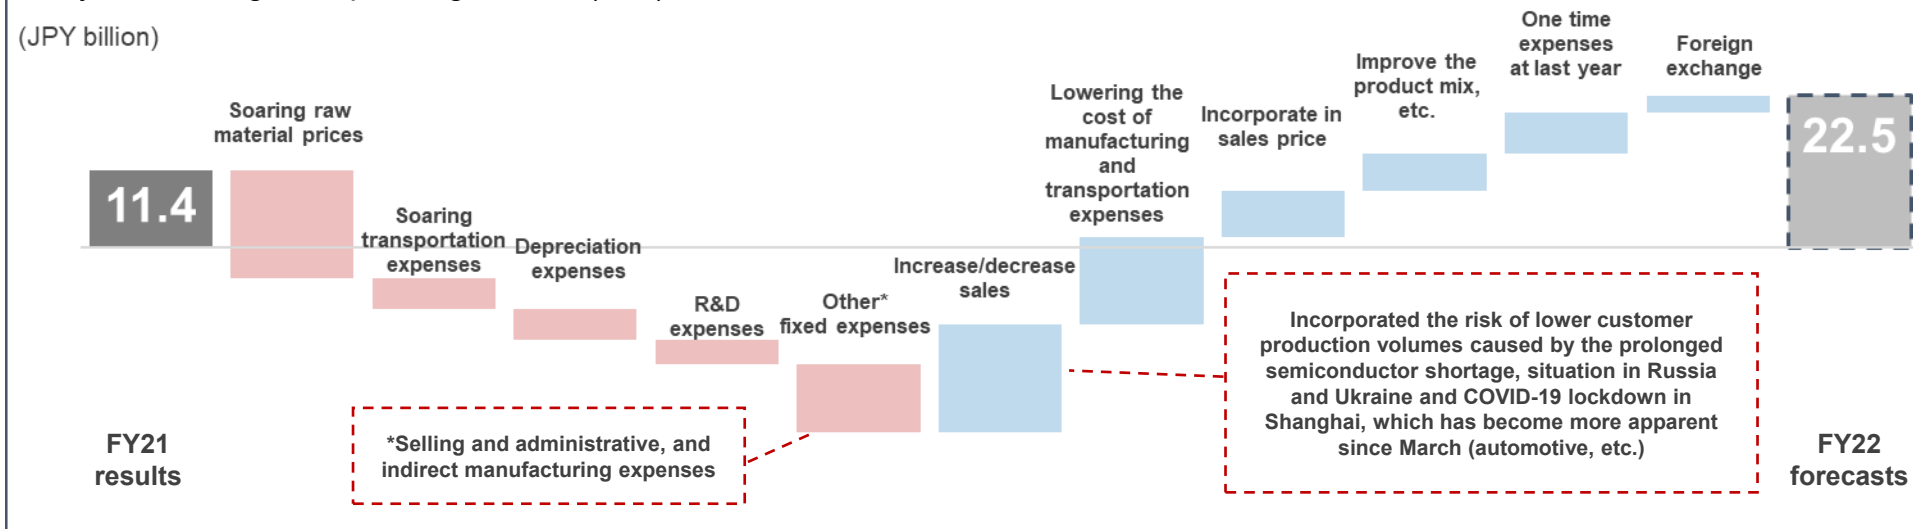 (JPY billion)
11.4
FY21
results
Soaring raw
material prices
Soaring
transportation
expenses
Depreciation
expenses
R&D
expenses
Other*
fixed expenses
*Selling and administrative, and
indirect manufacturing expenses
Increase/decrease
sales
Lowering the
cost of
manufacturing
and
transportation
expenses
Incorporate in
sales price
Improve the
product mix,
etc.
One time
expenses
at last year
Foreign
exchange
Incorporated the risk of lower customer
production volumes caused by the prolonged
semiconductor shortage, situation in Russia
and Ukraine and COVID-19 lockdown in
Shanghai, which has become more apparent
since March (automotive, etc.)
22.5
FY22
forecasts